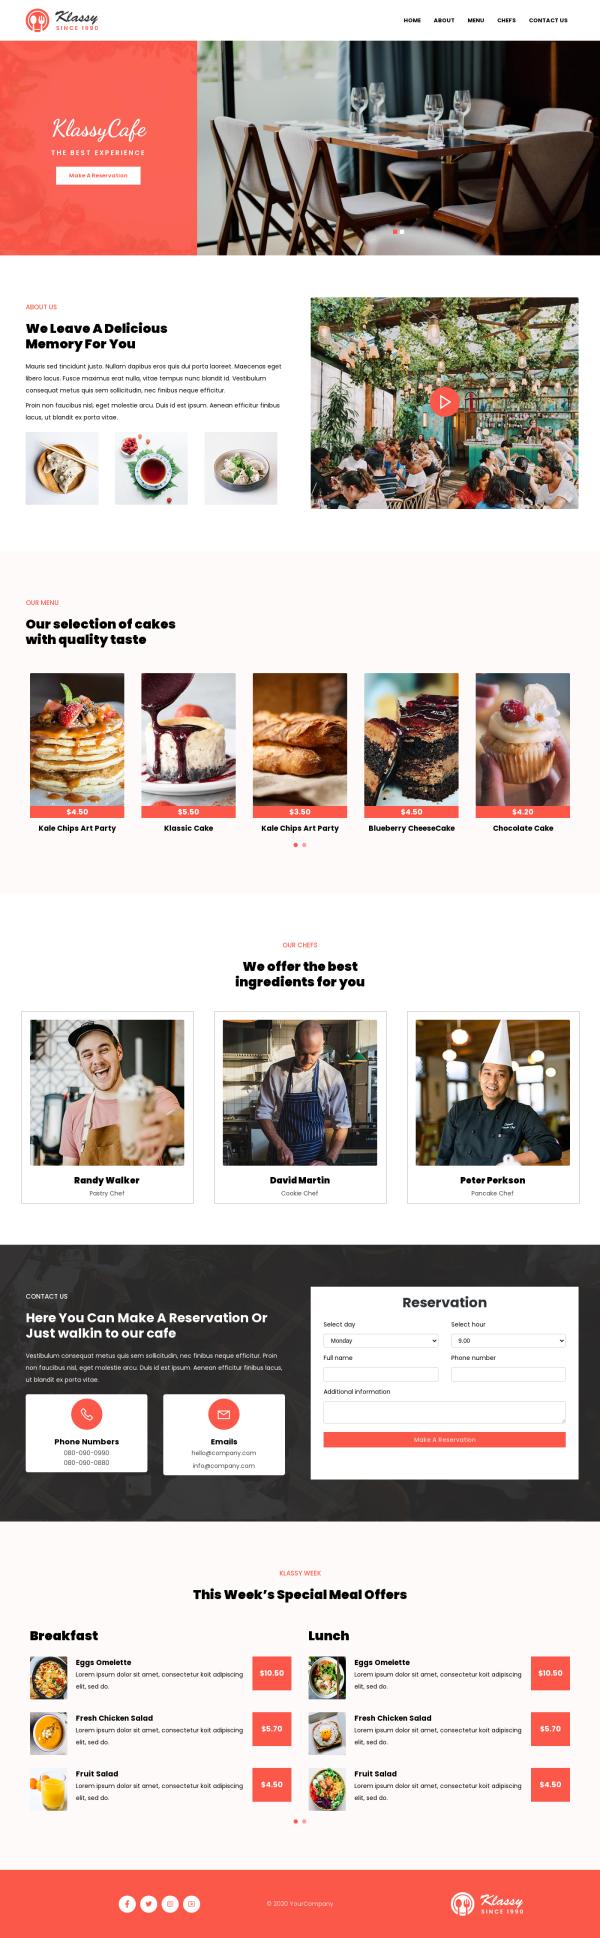 Klassy
SINCE 1990
HOME ABOUT MENU CHEFS CONTACT US
KlassyCafe
THE BEST EXPERIENCE
Make A Reservation
ABOUT US
We Leave A Delicious
Memory For You
Mauris sed tincidunt justo. Nullam dapibus eros quis dui porta laoreet. Maecenas eget
libero lacus. Fusce maximus erat nulla, vitae tempus nunc blandit id. Vestibulum
consequat metus quis sem sollicitudin, nec finibus neque efficitur.
Proin non faucibus nisl, eget molestie arcu. Duis id est ipsum. Aenean efficitur finibus
lacus, ut blandit ex porta vitae.
OUR MENU
Our selection of cakes
with quality taste
$4.50 $5.50 $3.50 $4.50 $4.20
Kale Chips Art Party Klassic Cake Kale Chips Art Party Blueberry CheeseCake Chocolate Cake
OUR CHEFS
We offer the best
ingredients for you
Randy Walker
Pastry Chef
David Martin
Cookie Chef
Peter Perkson
Pancake Chef
CONTACT US
Here You Can Make A Reservation Or
Just walkin to our cafe
Vestibulum consequat metus quis sem sollicitudin, nec finibus neque efficitur. Proin
non faucibus nisl, eget molestie arcu. Duis id est ipsum. Aenean efficitur finibus lacus,
ut blandit ex porta vitae.
Phone Numbers
080-090-0990
080-090-0880
Emails
hello@company.com
info@company.com
Reservation
Select day Select hour
Monday 9.00
Full name Phone number
Additional information
Make A Reservation
KLASSY WEEK
This Week's Special Meal Offers
Breakfast
Eggs Omelette
Lorem ipsum dolor sit amet, consectetur koit adipiscing
elit, sed do.
$10.50
Fresh Chicken Salad
Lorem ipsum dolor sit amet, consectetur koit adipiscing
elit, sed do.
$5.70
Fruit Salad
Lorem ipsum dolor sit amet, consectetur koit adipiscing
elit, sed do.
$4.50
Lunch
Eggs Omelette
Lorem ipsum dolor sit amet, consectetur koit adipiscing
elit, sed do.
$10.50
Fresh Chicken Salad
Lorem ipsum dolor sit amet, consectetur koit adipiscing
elit, sed do.
$5.70
Fruit Salad
Lorem ipsum dolor sit amet, consectetur koit adipiscing
elit, sed do.
$4.50
© 2020 YourCompany
Klassy
SINCE 1990